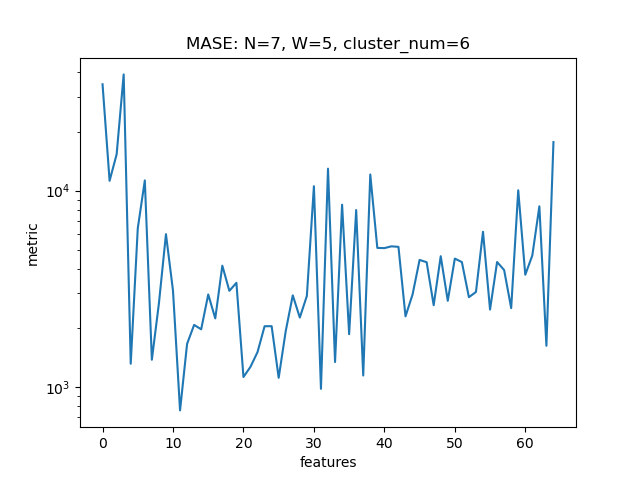 MASE: N=7, W=5, cluster_num=6
metric
10⁴
10³
0 10 20 30 40 50 60
features